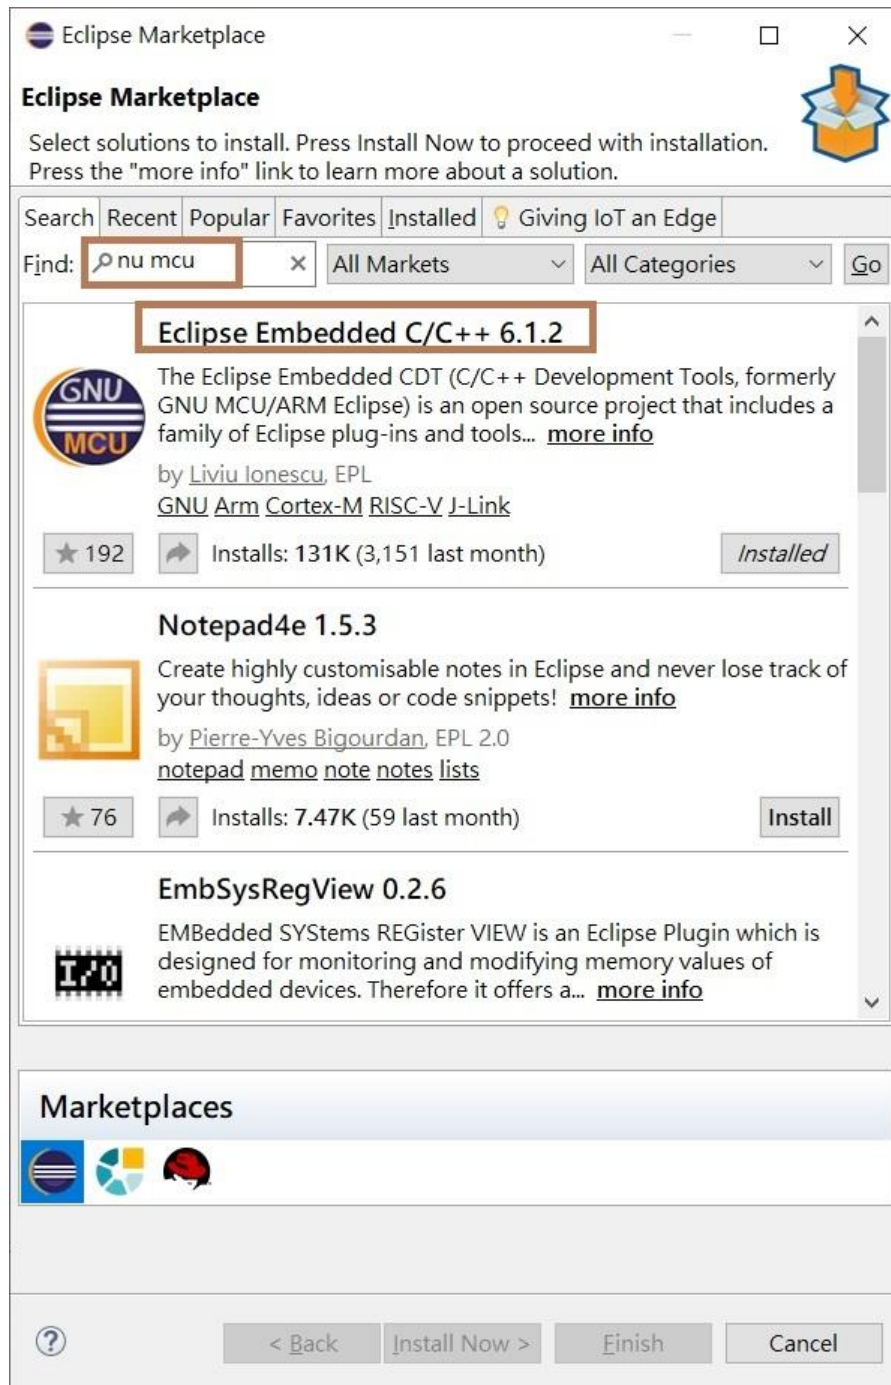 Eclipse Marketplace
Eclipse Marketplace
Select solutions to install. Press Install Now to proceed with installation.
Press the "more info" link to learn more about a solution.
Search Recent Popular Favorites Installed Giving IoT an Edge
Find: nu mcu All Markets All Categories Go
Eclipse Embedded C/C++ 6.1.2
GNU MCU
The Eclipse Embedded CDT (C/C++ Development Tools, formerly
GNU MCU/ARM Eclipse) is an open source project that includes a
family of Eclipse plug-ins and tools... more info
by Liviu Ionescu, EPL
GNU Arm Cortex-M RISC-V J-Link
192 Installs: 131K (3,151 last month) Installed
Notepad4e 1.5.3
Create highly customisable notes in Eclipse and never lose track of
your thoughts, ideas or code snippets! more info
by Pierre-Yves Bigourdan, EPL 2.0
notepad memo note notes lists
76 Installs: 7.47K (59 last month) Install
EmbSysRegView 0.2.6
I/O
EMBedded SYStems REGister VIEW is an Eclipse Plugin which is
designed for monitoring and modifying memory values of
embedded devices. Therefore it offers a... more info
Marketplaces
? < Back Install Now > Finish Cancel